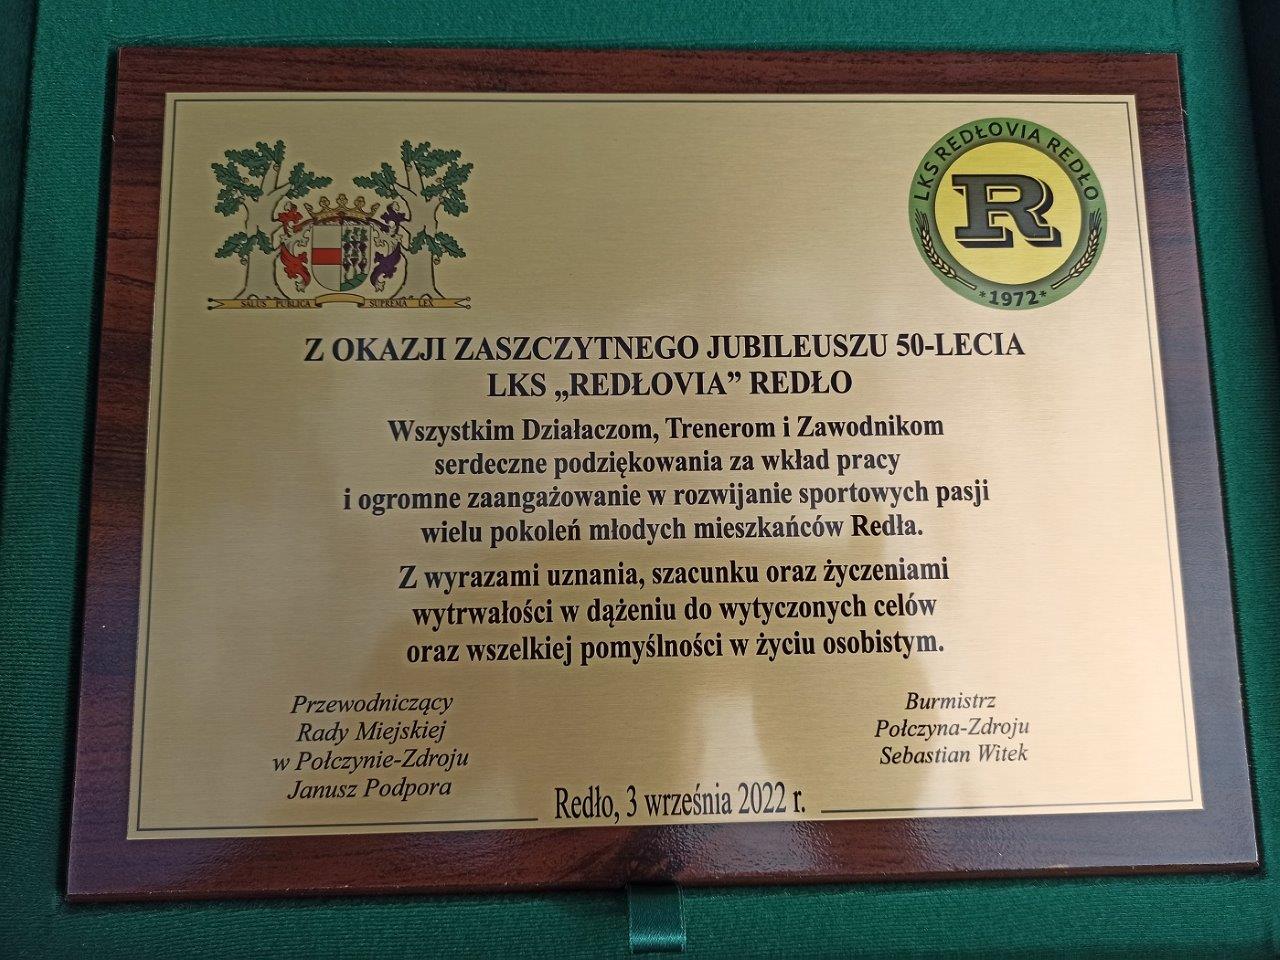 SALUS PUBLICA SUPREMA LEX
LKS REDŁOVIA REDŁO
R
*1972*
Z OKAZJI ZASZCZYTNEGO JUBILEUSZU 50-LECIA
LKS „REDŁOVIA” REDŁO
Wszystkim Działaczom, Trenerom i Zawodnikom
serdeczne podziękowania za wkład pracy
i ogromne zaangażowanie w rozwijanie sportowych pasji
wielu pokoleń młodych mieszkańców Redła.
Z wyrazami uznania, szacunku oraz życzeniami
wytrwałości w dążeniu do wytyczonych celów
oraz wszelkiej pomyślności w życiu osobistym.
Przewodniczący
Rady Miejskiej
w Połczynie-Zdroju
Janusz Podpora
Burmistrz
Połczyna-Zdroju
Sebastian Witek
Redło, 3 września 2022 r.